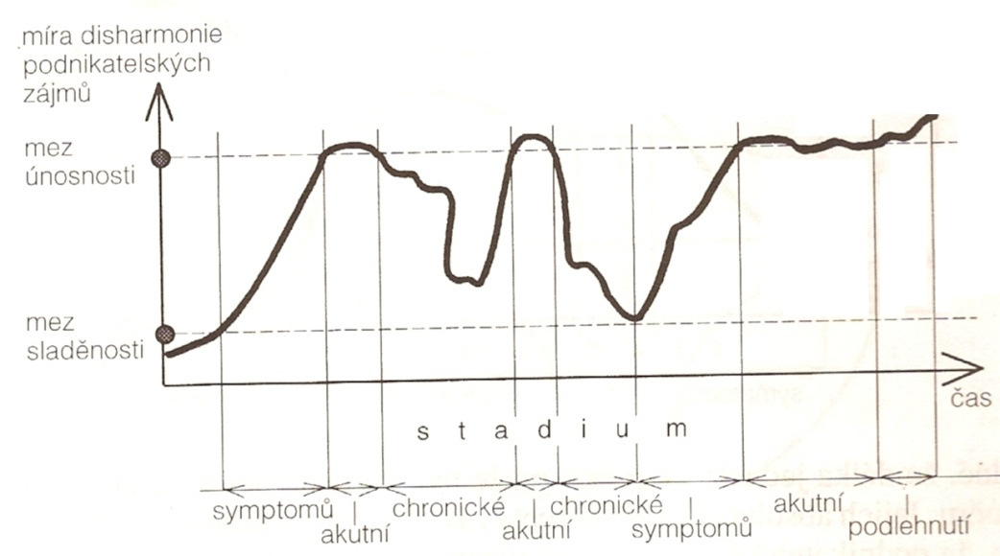 míra disharmonie
podnikatelských
zájmů
mez
únosnosti
mez
sladěnosti
čas
s t a d i u m
symptomů
akutní
chronické
akutní
chronické
symptomů
akutní
podlehnutí